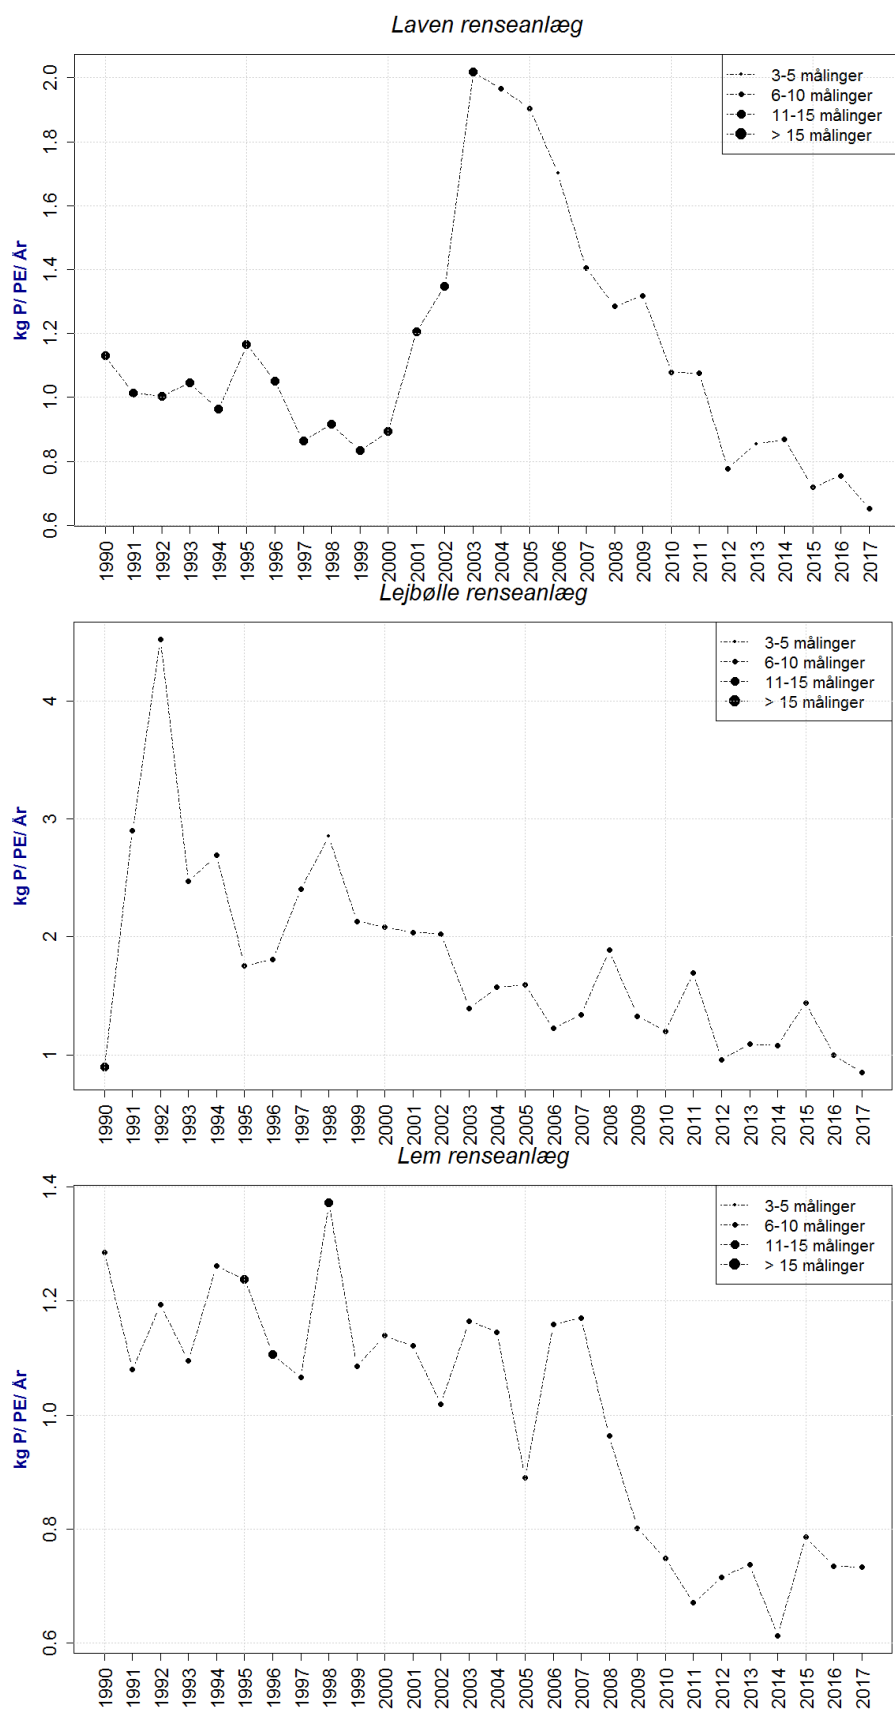 Laven renseanlæg
3-5 målinger
6-10 målinger
11-15 målinger
> 15 målinger
kg P/ PE/ År
2.0
1.8
1.6
1.4
1.2
1.0
0.8
0.6
1990 1991 1992 1993 1994 1995 1996 1997 1998 1999 2000 2001 2002 2003 2004 2005 2006 2007 2008 2009 2010 2011 2012 2013 2014 2015 2016 2017
Lejbølle renseanlæg
3-5 målinger
6-10 målinger
11-15 målinger
> 15 målinger
kg P/ PE/ År
4
3
2
1
1990 1991 1992 1993 1994 1995 1996 1997 1998 1999 2000 2001 2002 2003 2004 2005 2006 2007 2008 2009 2010 2011 2012 2013 2014 2015 2016 2017
Lem renseanlæg
3-5 målinger
6-10 målinger
11-15 målinger
> 15 målinger
kg P/ PE/ År
1.4
1.2
1.0
0.8
0.6
1990 1991 1992 1993 1994 1995 1996 1997 1998 1999 2000 2001 2002 2003 2004 2005 2006 2007 2008 2009 2010 2011 2012 2013 2014 2015 2016 2017